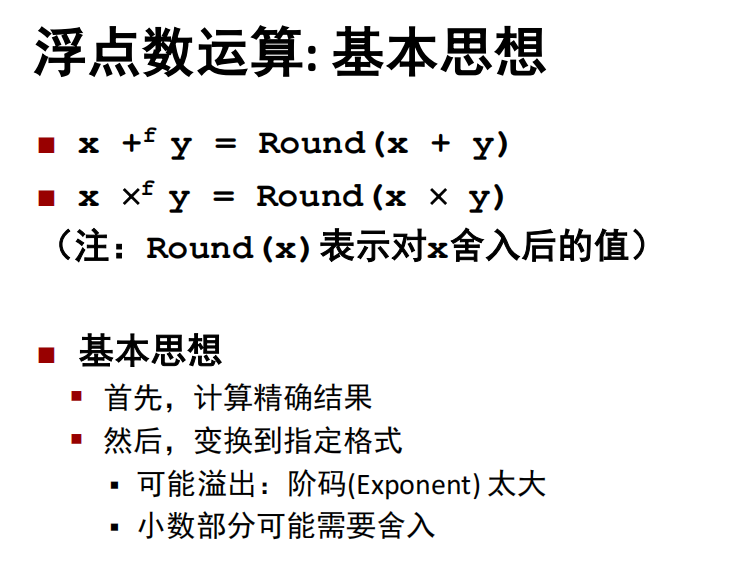 浮点数运算: 基本思想
x +ᶠ y = Round(x + y)
x ×ᶠ y = Round(x × y)
（注：Round(x)表示对x舍入后的值）
基本思想
首先，计算精确结果
然后，变换到指定格式
可能溢出：阶码(Exponent) 太大
小数部分可能需要舍入